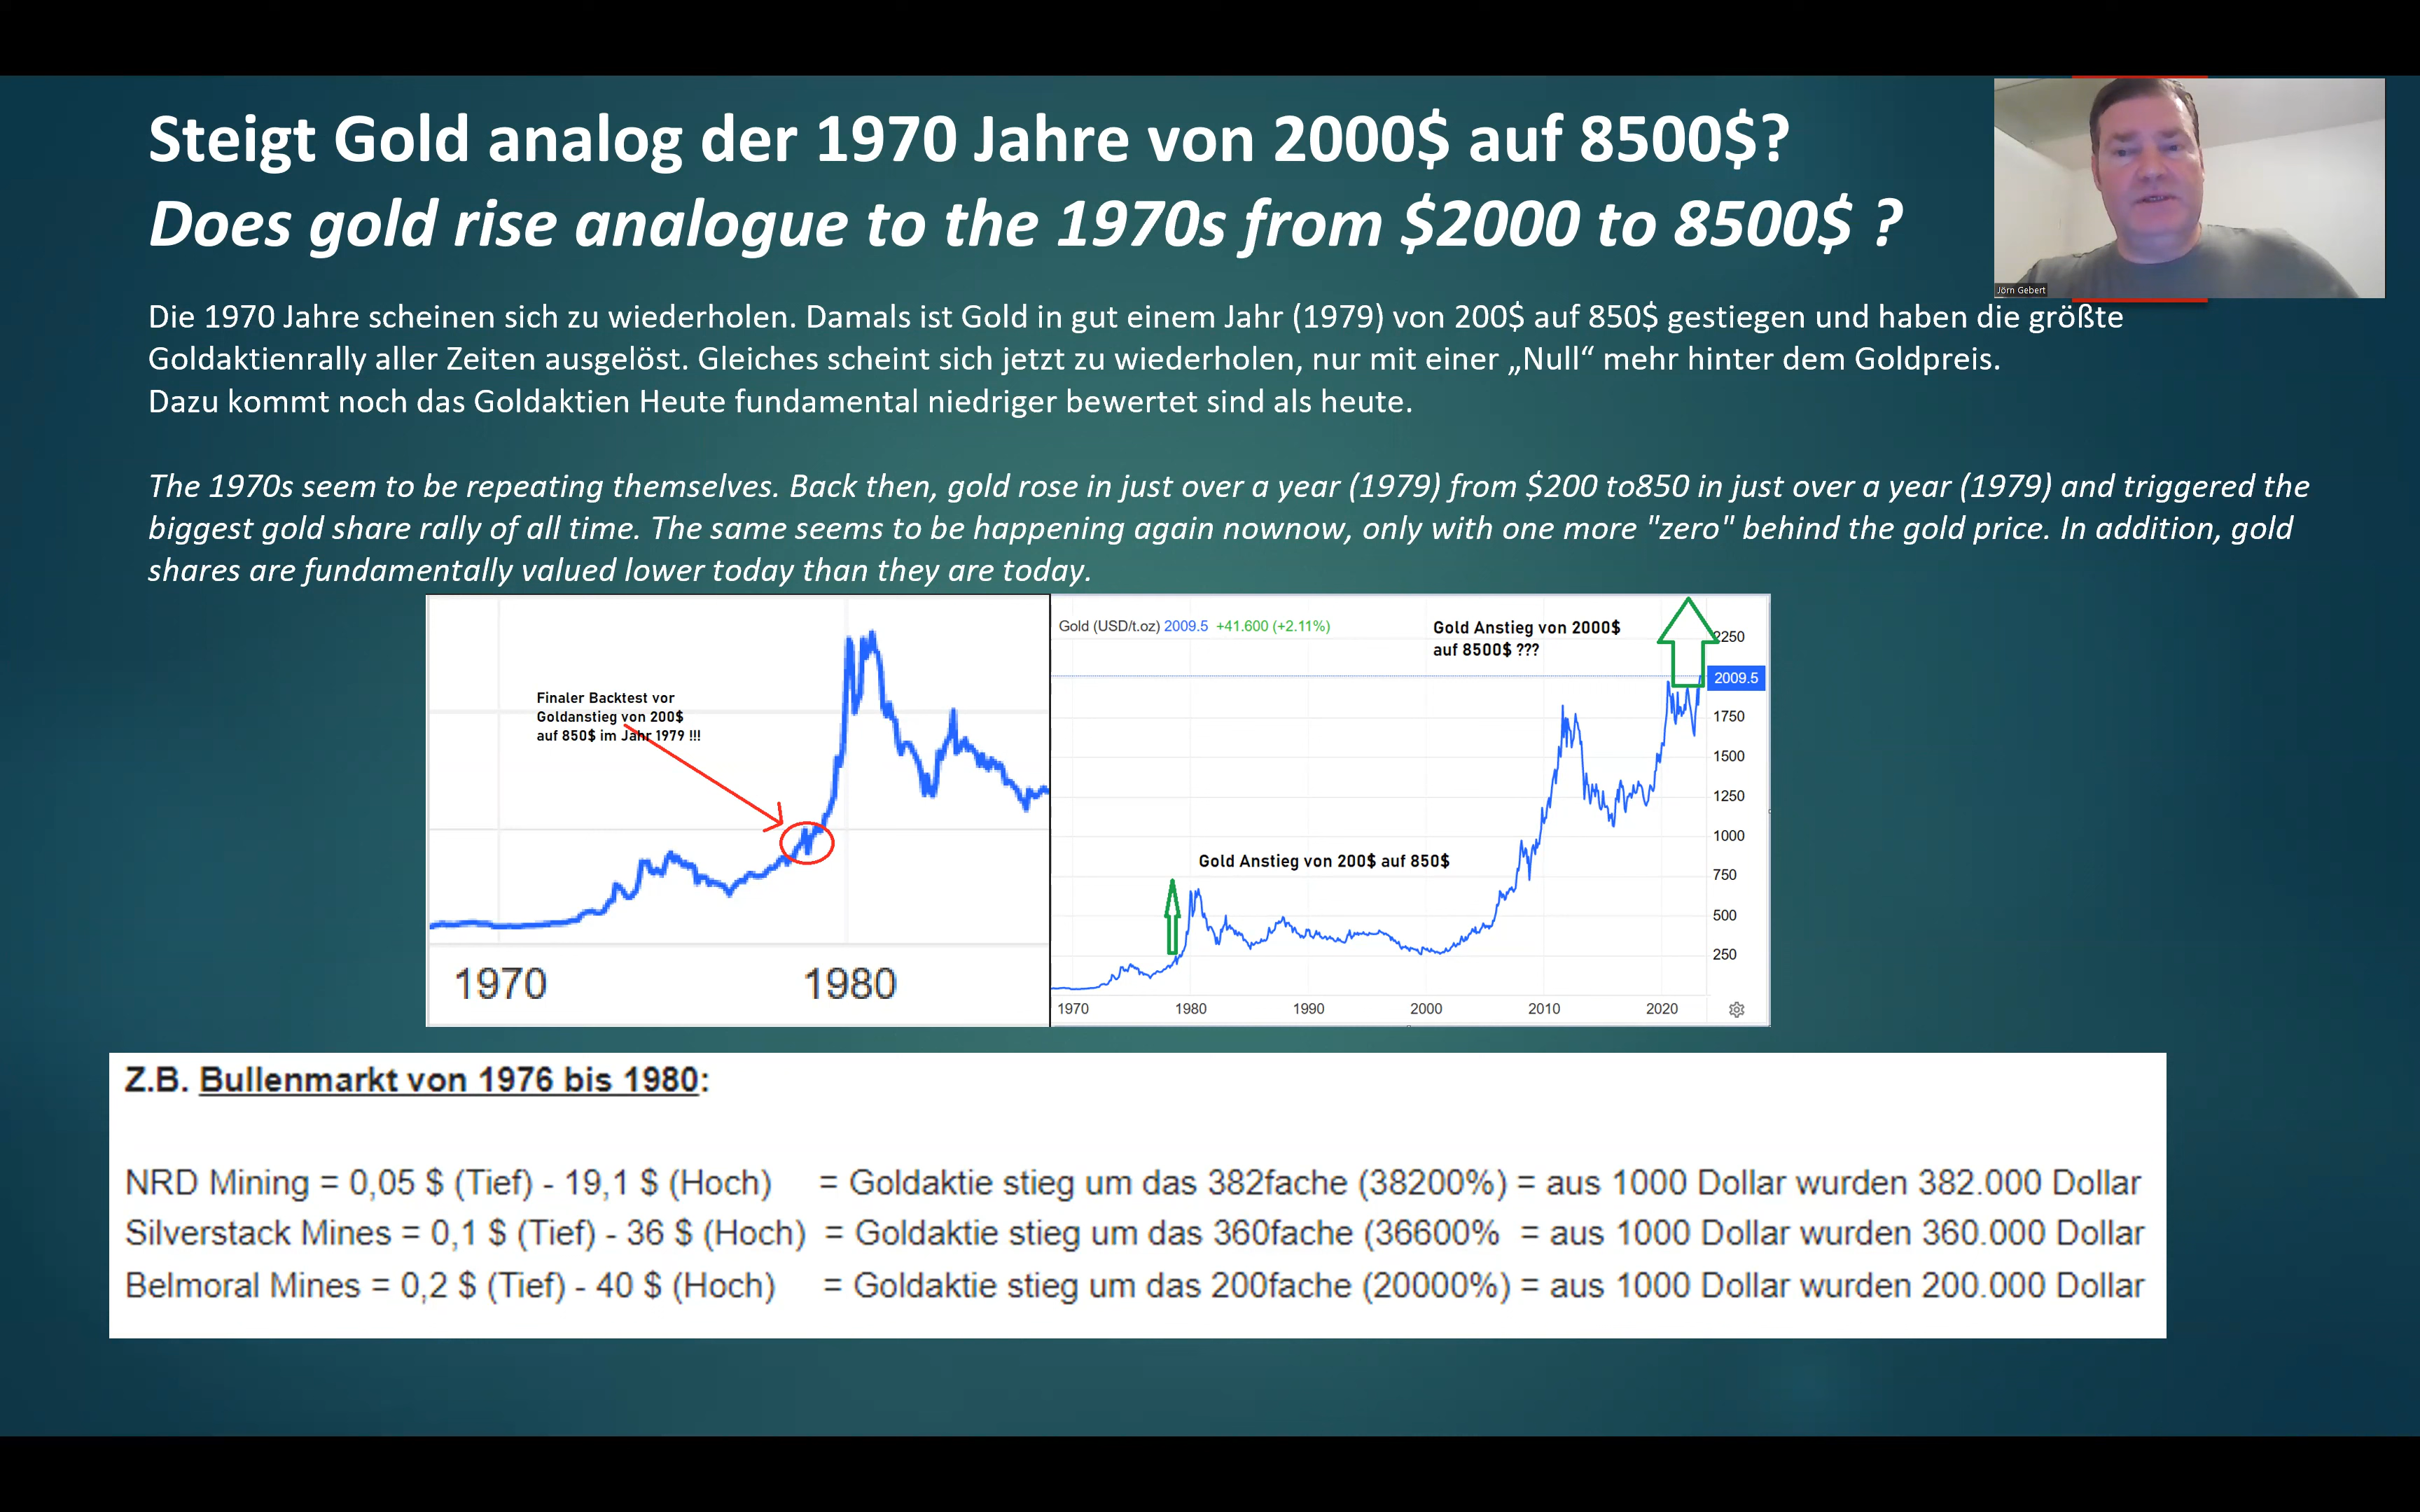 Steigt Gold analog der 1970 Jahre von 2000$ auf 8500$?
Does gold rise analogue to the 1970s from $2000 to 8500$ ?
Jörn Gebert
Die 1970 Jahre scheinen sich zu wiederholen. Damals ist Gold in gut einem Jahr (1979) von 200$ auf 850$ gestiegen und haben die größte
Goldaktienrally aller Zeiten ausgelöst. Gleiches scheint sich jetzt zu wiederholen, nur mit einer „Null“ mehr hinter dem Goldpreis.
Dazu kommt noch das Goldaktien Heute fundamental niedriger bewertet sind als heute.
The 1970s seem to be repeating themselves. Back then, gold rose in just over a year (1979) from $200 to850 in just over a year (1979) and triggered the
biggest gold share rally of all time. The same seems to be happening again nownow, only with one more "zero" behind the gold price. In addition, gold
shares are fundamentally valued lower today than they are today.
Finaler Backtest vor
Goldanstieg von 200$
auf 850$ im Jahr 1979 !!!
1970 1980
Gold (USD/t.oz) 2009.5 +41.600 (+2.11%)
Gold Anstieg von 2000$
auf 8500$ ???
2250
2009.5
1750
1500
1250
1000
Gold Anstieg von 200$ auf 850$
750
500
250
1970 1980 1990 2000 2010 2020
Z.B. Bullenmarkt von 1976 bis 1980:
NRD Mining = 0,05 $ (Tief) - 19,1 $ (Hoch) = Goldaktie stieg um das 382fache (38200%) = aus 1000 Dollar wurden 382.000 Dollar
Silverstack Mines = 0,1 $ (Tief) - 36 $ (Hoch) = Goldaktie stieg um das 360fache (36600% = aus 1000 Dollar wurden 360.000 Dollar
Belmoral Mines = 0,2 $ (Tief) - 40 $ (Hoch) = Goldaktie stieg um das 200fache (20000%) = aus 1000 Dollar wurden 200.000 Dollar